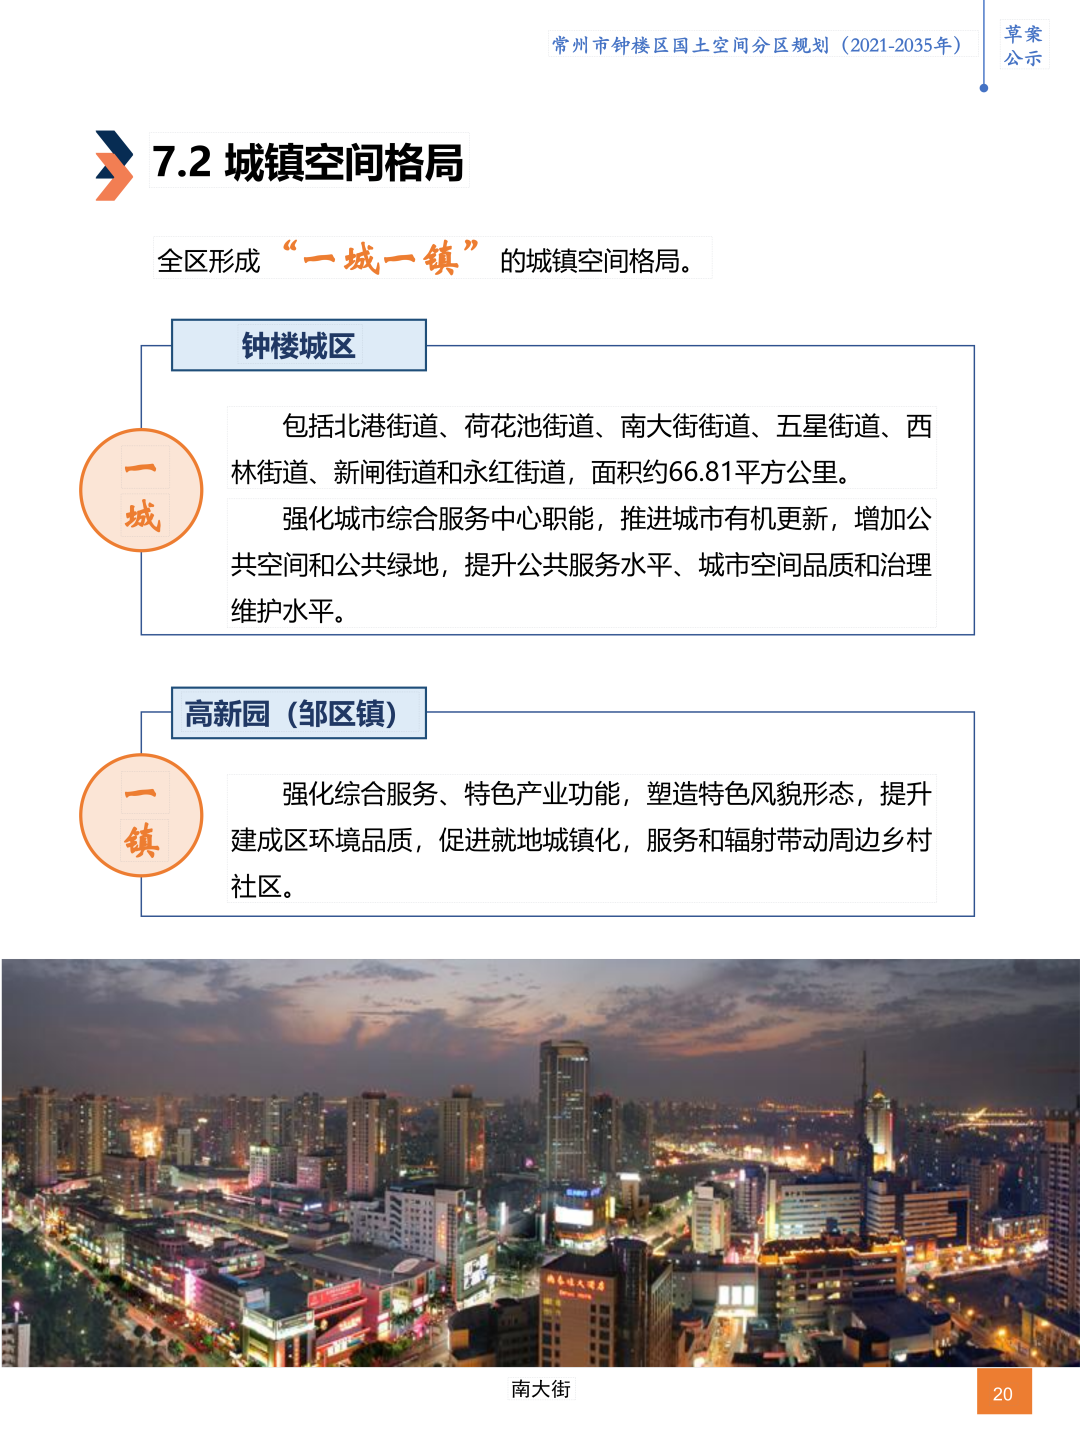 常州市钟楼区国土空间分区规划（2021-2035年）
草案
公示
7.2 城镇空间格局
全区形成“一城一镇”的城镇空间格局。
钟楼城区
一
城
包括北港街道、荷花池街道、南大街街道、五星街道、西
林街道、新闸街道和永红街道，面积约66.81平方公里。
强化城市综合服务中心职能，推进城市有机更新，增加公
共空间和公共绿地，提升公共服务水平、城市空间品质和治理
维护水平。
高新园（邹区镇）
一
镇
强化综合服务、特色产业功能，塑造特色风貌形态，提升
建成区环境品质，促进就地城镇化，服务和辐射带动周边乡村
社区。
南大街
20